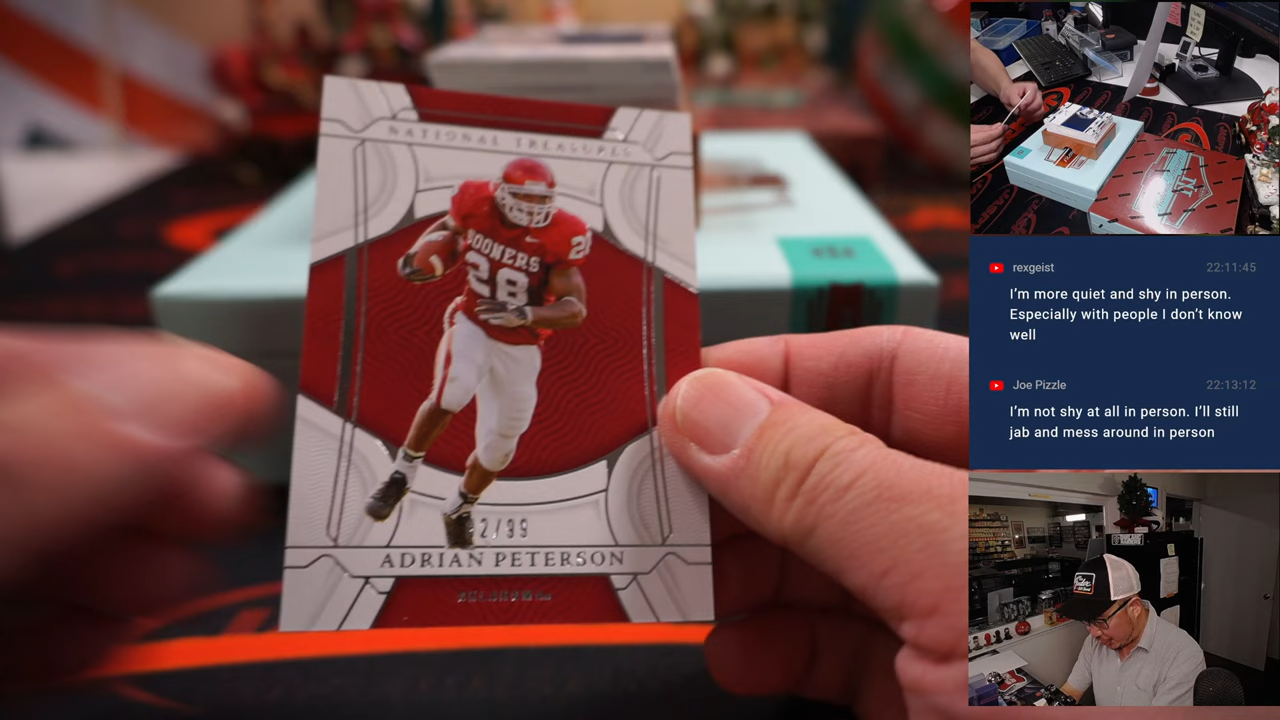 NATIONAL TREASURES
SOONERS
28
28
2/99
ADRIAN PETERSON
rexgeist
22:11:45
I'm more quiet and shy in person.
Especially with people I don't know
well
Joe Pizzle
22:13:12
I'm not shy at all in person. I'll still
jab and mess around in person